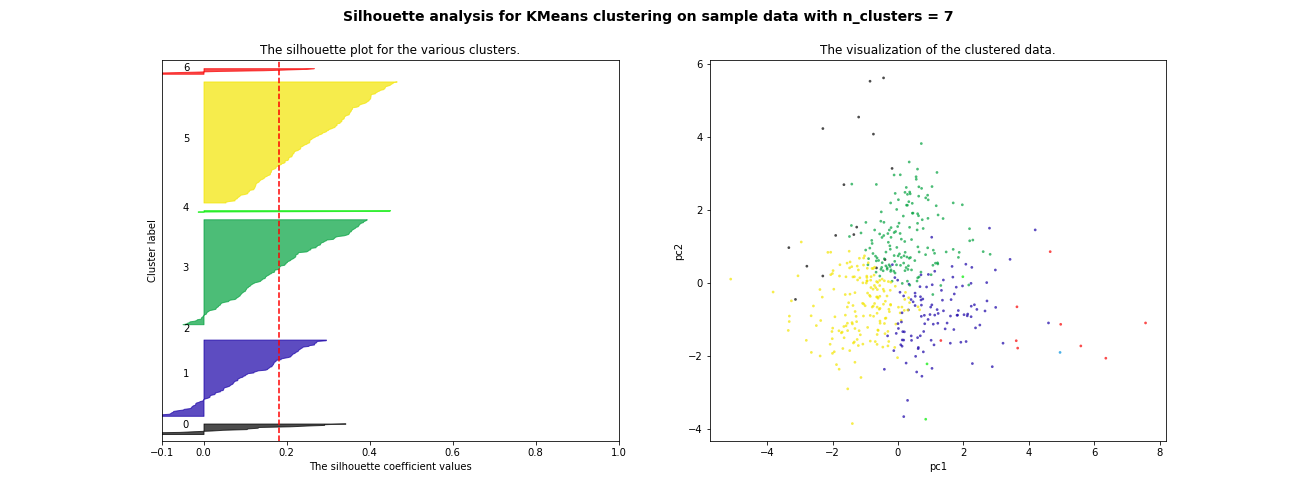 Silhouette analysis for KMeans clustering on sample data with n_clusters = 7
The silhouette plot for the various clusters.
6
5
4
3
2
1
0
Cluster label
−0.1 0.0 0.2 0.4 0.6 0.8 1.0
The silhouette coefficient values
The visualization of the clustered data.
6
4
2
0
−2
−4
pc2
−4 −2 0 2 4 6 8
pc1